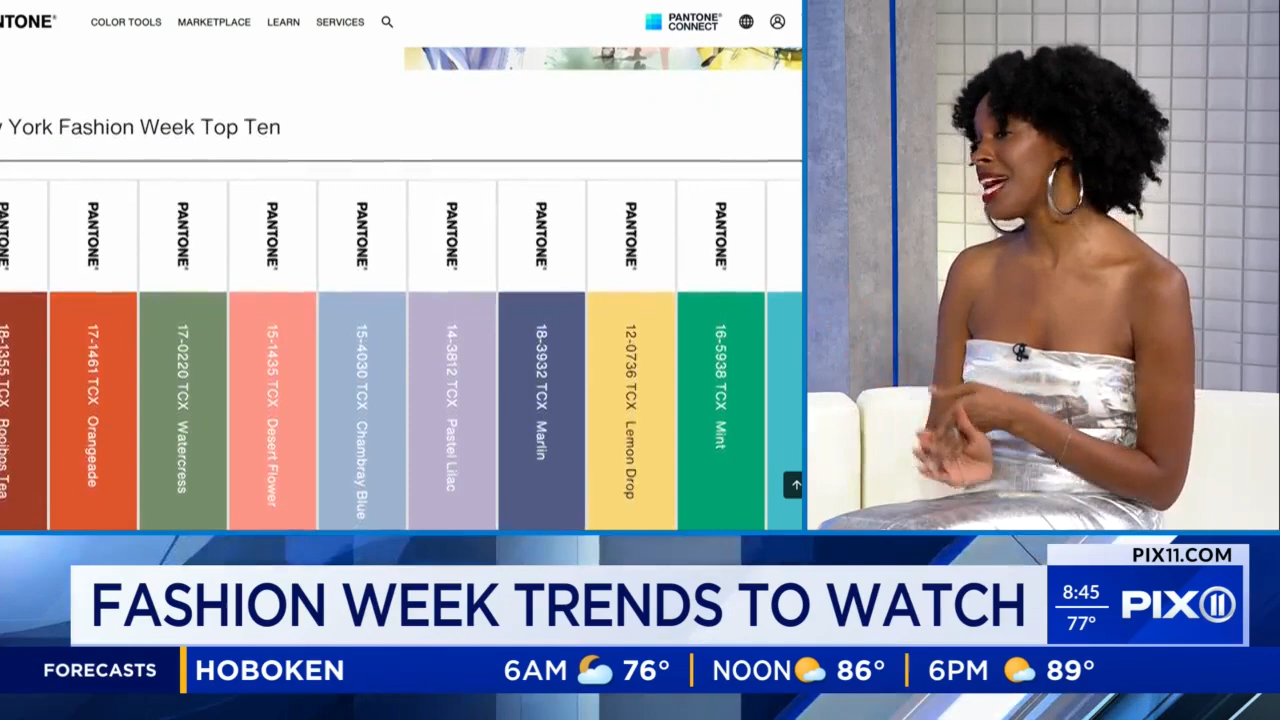 NTONE®
COLOR TOOLS
MARKETPLACE
LEARN
SERVICES
PANTONE®
CONNECT
York Fashion Week Top Ten
PANTONE®
PANTONE®
PANTONE®
PANTONE®
PANTONE®
PANTONE®
PANTONE®
PANTONE®
PANTONE®
18-1355 TCX Rooibos Tea
17-1461 TCX Orangeade
17-0220 TCX Watercress
15-1435 TCX Desert Flower
15-4030 TCX Chambray Blue
14-3812 TCX Pastel Lilac
18-3932 TCX Marlin
12-0736 TCX Lemon Drop
16-5938 TCX Mint
FASHION WEEK TRENDS TO WATCH
PIX11.COM
8:45
77°
PIX11
FORECASTS
HOBOKEN
6AM 76°
NOON 86°
6PM 89°